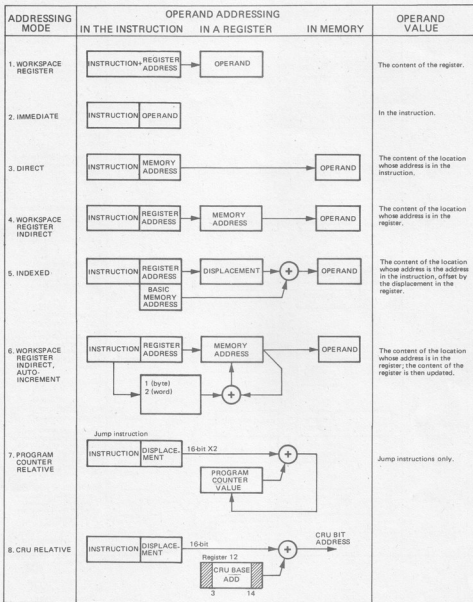 ADDRESSING MODE
OPERAND ADDRESSING
IN THE INSTRUCTION IN A REGISTER IN MEMORY
OPERAND VALUE
1. WORKSPACE REGISTER
INSTRUCTION+ REGISTER ADDRESS
OPERAND
The content of the register.
2. IMMEDIATE
INSTRUCTION OPERAND
In the instruction.
3. DIRECT
INSTRUCTION MEMORY ADDRESS
OPERAND
The content of the location
whose address is in the
instruction.
4. WORKSPACE
REGISTER
INDIRECT
INSTRUCTION REGISTER ADDRESS
MEMORY ADDRESS
OPERAND
The content of the location
whose address is in the
register.
5. INDEXED
INSTRUCTION REGISTER ADDRESS
DISPLACEMENT
+
OPERAND
BASIC
MEMORY
ADDRESS
The content of the location
whose address is the address
in the instruction, offset by
the displacement in the
register.
6. WORKSPACE
REGISTER
INDIRECT,
AUTO-
INCREMENT
INSTRUCTION REGISTER ADDRESS
MEMORY ADDRESS
OPERAND
1 (byte)
2 (word)
+
The content of the location
whose address is in the
register; the content of the
register is then updated.
7. PROGRAM
COUNTER
RELATIVE
Jump instruction
INSTRUCTION DISPLACE-MENT
16-bit X2
+
PROGRAM
COUNTER
VALUE
Jump instructions only.
8. CRU RELATIVE
INSTRUCTION DISPLACE-MENT
16-bit
+
CRU BIT
ADDRESS
Register 12
CRU BASE
ADD
3 14